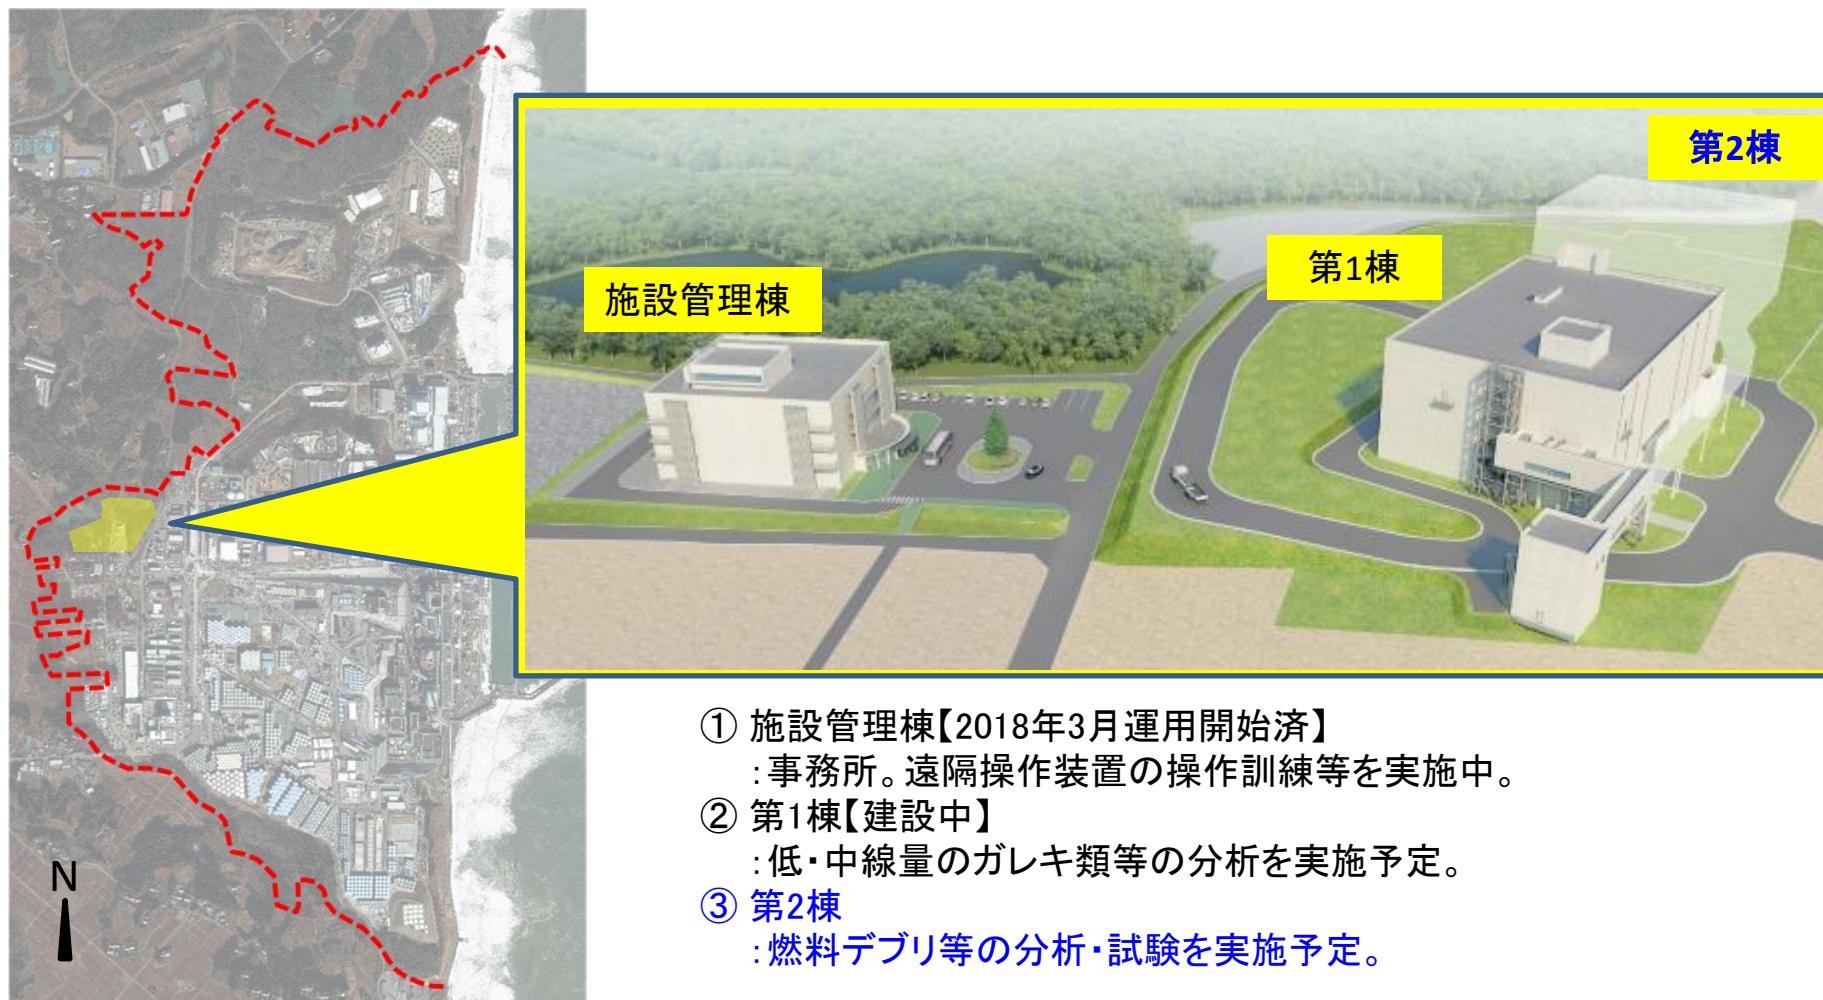 第2棟
第1棟
施設管理棟
① 施設管理棟【2018年3月運用開始済】
：事務所。遠隔操作装置の操作訓練等を実施中。
② 第1棟【建設中】
：低・中線量のガレキ類等の分析を実施予定。
③ 第2棟
：燃料デブリ等の分析・試験を実施予定。
N